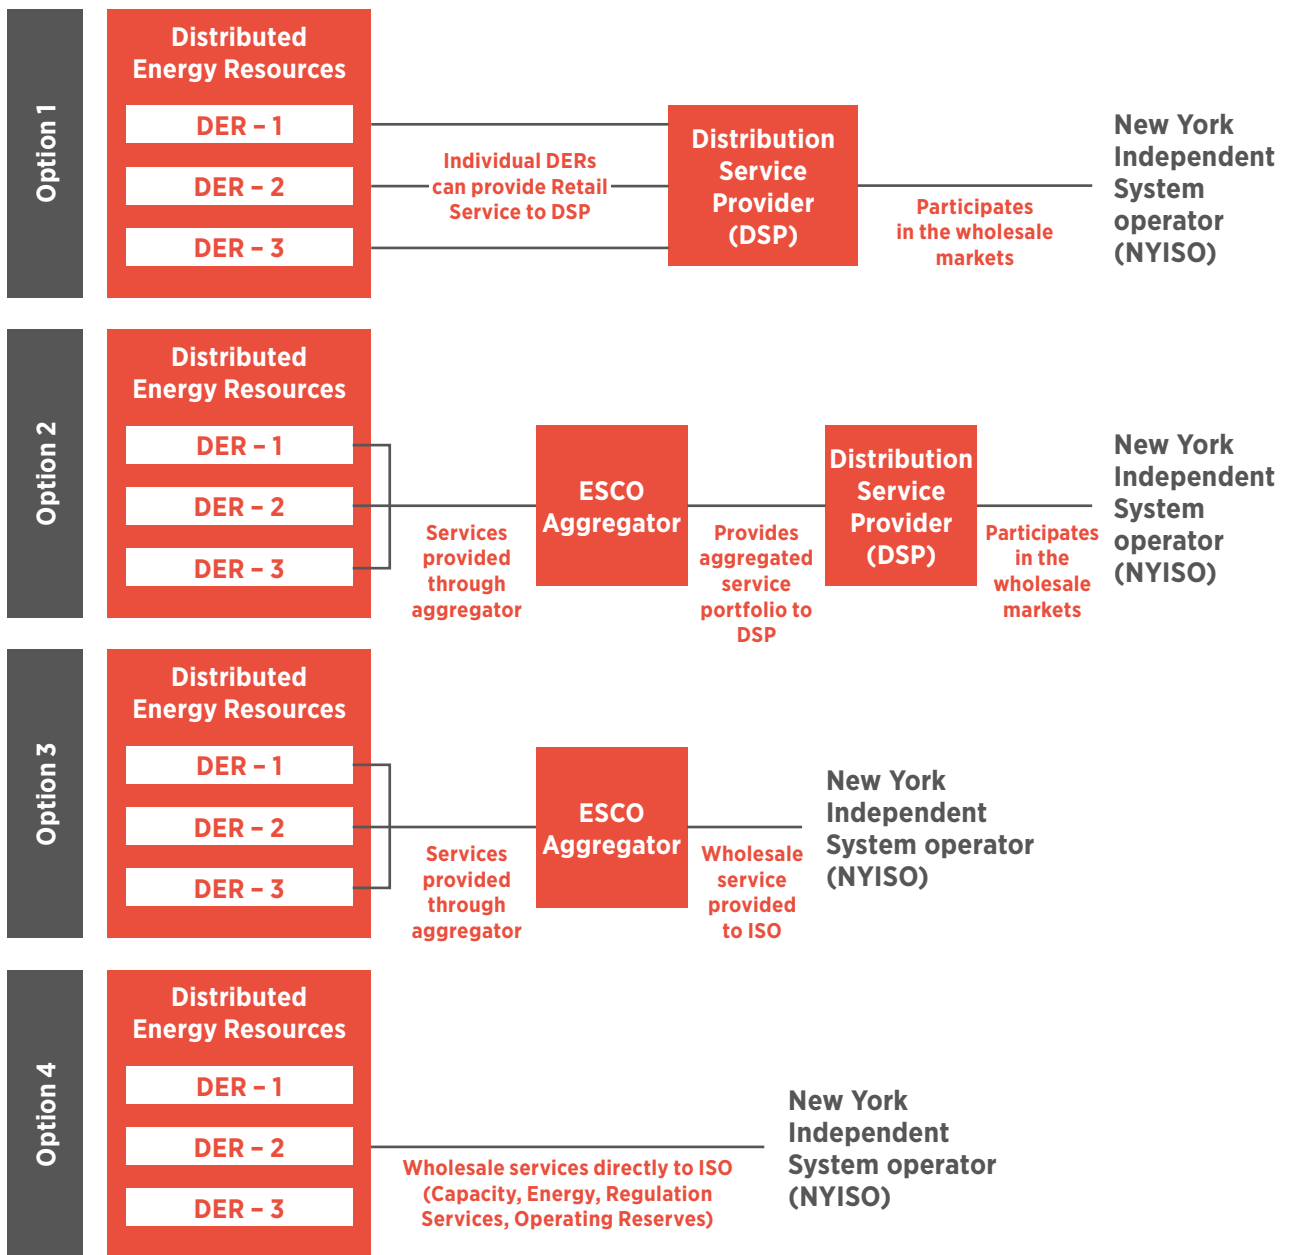 Option 1
Distributed
Energy Resources
DER – 1
DER – 2
DER – 3
Individual DERs
can provide Retail
Service to DSP
Distribution
Service
Provider
(DSP)
Participates
in the wholesale
markets
New York
Independent
System
operator
(NYISO)
Option 2
Distributed
Energy Resources
DER – 1
DER – 2
DER – 3
Services
provided
through
aggregator
ESCO
Aggregator
Provides
aggregated
service
portfolio to
DSP
Distribution
Service
Provider
(DSP)
Participates
in the
wholesale
markets
New York
Independent
System
operator
(NYISO)
Option 3
Distributed
Energy Resources
DER – 1
DER – 2
DER – 3
Services
provided
through
aggregator
ESCO
Aggregator
Wholesale
service
provided
to ISO
New York
Independent
System operator
(NYISO)
Option 4
Distributed
Energy Resources
DER – 1
DER – 2
DER – 3
Wholesale services directly to ISO
(Capacity, Energy, Regulation
Services, Operating Reserves)
New York
Independent
System operator
(NYISO)